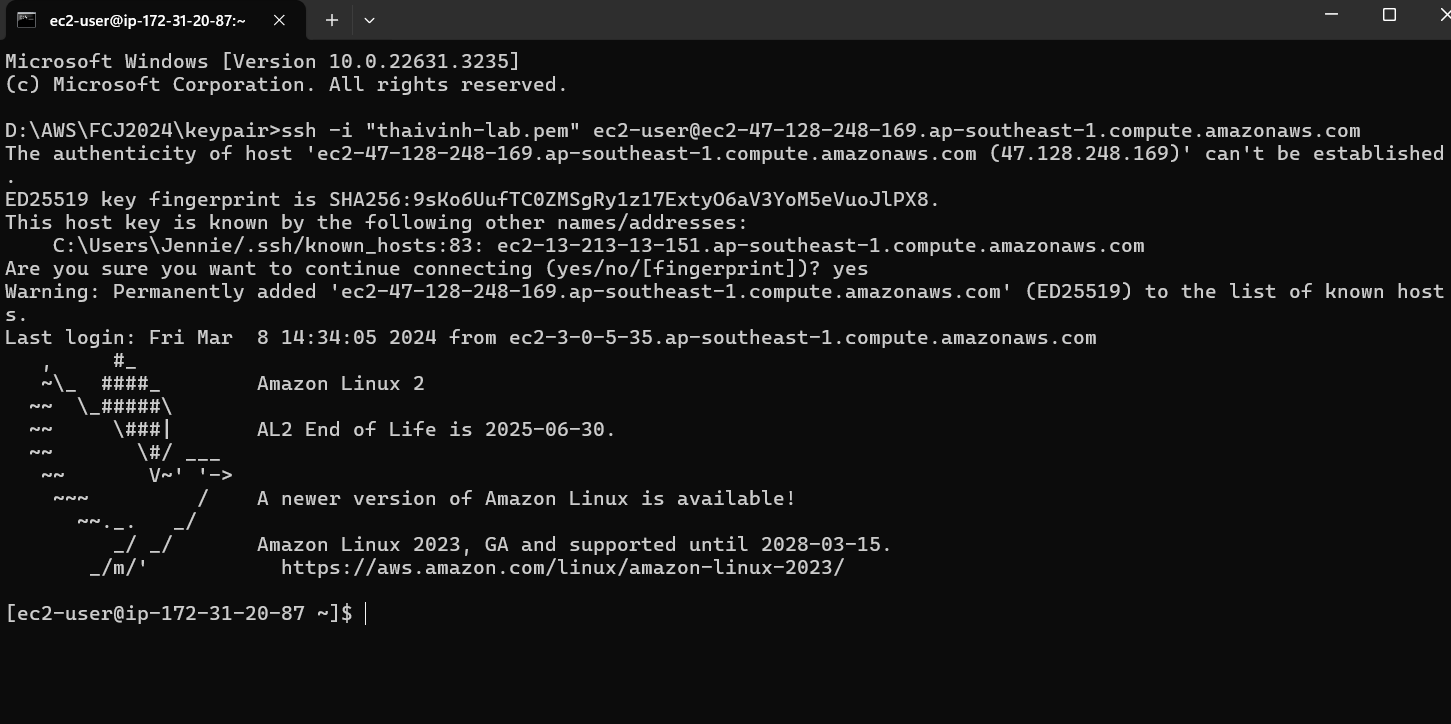 ec2-user@ip-172-31-20-87:~
Microsoft Windows [Version 10.0.22631.3235]
(c) Microsoft Corporation. All rights reserved.
D:\AWS\FCJ2024\keypair>ssh -i "thaivinh-lab.pem" ec2-user@ec2-47-128-248-169.ap-southeast-1.compute.amazonaws.com
The authenticity of host 'ec2-47-128-248-169.ap-southeast-1.compute.amazonaws.com (47.128.248.169)' can't be established
.
ED25519 key fingerprint is SHA256:9sKo6UufTC0ZMSgRy1z17ExtyO6aV3YoM5eVuoJlPX8.
This host key is known by the following other names/addresses:
    C:\Users\Jennie/.ssh/known_hosts:83: ec2-13-213-13-151.ap-southeast-1.compute.amazonaws.com
Are you sure you want to continue connecting (yes/no/[fingerprint])? yes
Warning: Permanently added 'ec2-47-128-248-169.ap-southeast-1.compute.amazonaws.com' (ED25519) to the list of known host
s.
Last login: Fri Mar  8 14:34:05 2024 from ec2-3-0-5-35.ap-southeast-1.compute.amazonaws.com
   ,     #_
   ~\_  ####_        Amazon Linux 2
  ~~  \_#####\
  ~~     \###|       AL2 End of Life is 2025-06-30.
  ~~       \#/ ___
   ~~       V~' '->
    ~~~         /    A newer version of Amazon Linux is available!
      ~~._.   _/
         _/ _/       Amazon Linux 2023, GA and supported until 2028-03-15.
       _/m/'           https://aws.amazon.com/linux/amazon-linux-2023/
[ec2-user@ip-172-31-20-87 ~]$